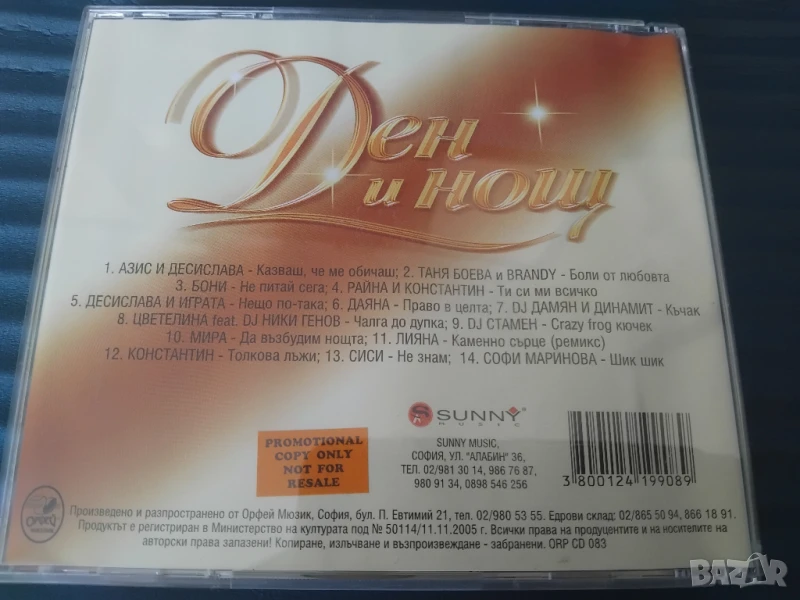 Ден
и нощ
1. АЗИС И ДЕСИСЛАВА - Казваш, че ме обичаш; 2. ТАНЯ БОЕВА и BRANDY - Боли от любовта
3. БОНИ - Не питай сега; 4. РАЙНА И КОНСТАНТИН - Ти си ми всичко
5. ДЕСИСЛАВА И ИГРАТА - Нещо по-така; 6. ДАЯНА - Право в целта; 7. DJ ДАМЯН И ДИНАМИТ - Къчак
8. ЦВЕТЕЛИНА feat. DJ НИКИ ГЕНОВ - Чалга до дупка; 9. DJ СТАМЕН - Crazy frog кючек
10. МИРА - Да възбудим нощта; 11. ЛИЯНА - Каменно сърце (ремикс)
12. КОНСТАНТИН - Толкова лъжи; 13. СИСИ - Не знам; 14. СОФИ МАРИНОВА - Шик шик
SUNNY
MUSIC
PROMOTIONAL
COPY ONLY
NOT FOR
RESALE
SUNNY MUSIC,
СОФИЯ, УЛ. "АЛАБИН" 36,
ТЕЛ. 02/981 30 14, 986 76 87,
980 91 34, 0898 546 256
3 800124 199089
Произведено и разпространено от Орфей Мюзик, София, бул. П. Евтимий 21, тел. 02/980 53 55. Едрови склад: 02/865 50 94, 866 18 91.
Продуктът е регистриран в Министерство на културата под № 50114/11.11.2005 г. Всички права на продуцентите и на носителите на
авторски права запазени! Копиране, излъчване и възпроизвеждане - забранени. ORP CD 083
BAZAR